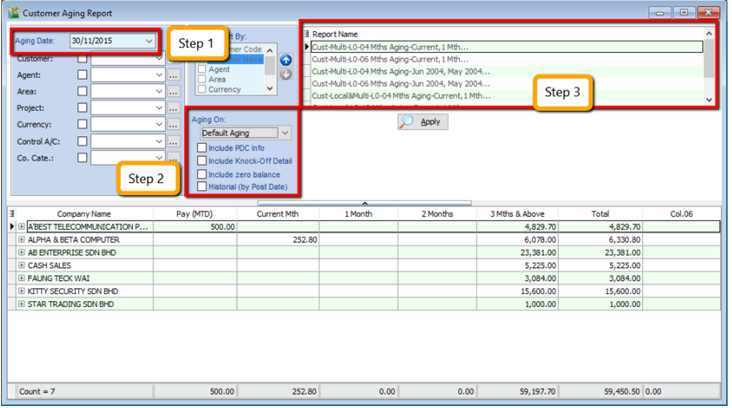 Customer Aging Report
Aging Date: 30/11/2015
Step 1
Customer:
Agent:
Area:
Project:
Currency:
Control A/C:
Co. Cate.:
By:
Code
Agent
Area
Currency
Step 2
Aging On:
Default Aging
Include PDC Info
Include Knock-Off Detail
Include zero balance
Historial (by Post Date)
Report Name
Cust-Multi-L0-04 Mths Aging-Current,1 Mth...
Cust-Multi-L0-06 Mths Aging-Current, 1 Mth...
Cust-Multi-L0-06 Mths Aging-Jun 2004, May 2004...
Cust-Multi-L0-04 Mths Aging-Jun 2004, May 2004...
Cust-Local&Multi-L0-04 Mths Aging-Current,1 Mth...
Step 3
Apply
Company Name Pay (MTD) Current Mth 1 Month 2 Months 3 Mths & Above Total Col.06
A'BEST TELECOMMUNICATION P... 500.00 4,829.70 4,829.70
ALPHA & BETA COMPUTER 252.80 6,078.00 6,330.80
AB ENTERPRISE SDN BHD 23,381.00 23,381.00
CASH SALES 5,225.00 5,225.00
FAUNG TECK WAI 3,084.00 3,084.00
KITTY SECURITY SDN BHD 15,600.00 15,600.00
STAR TRADING SDN BHD 1,000.00 1,000.00
Count = 7 500.00 252.80 0.00 0.00 59,197.70 59,450.50 0.00